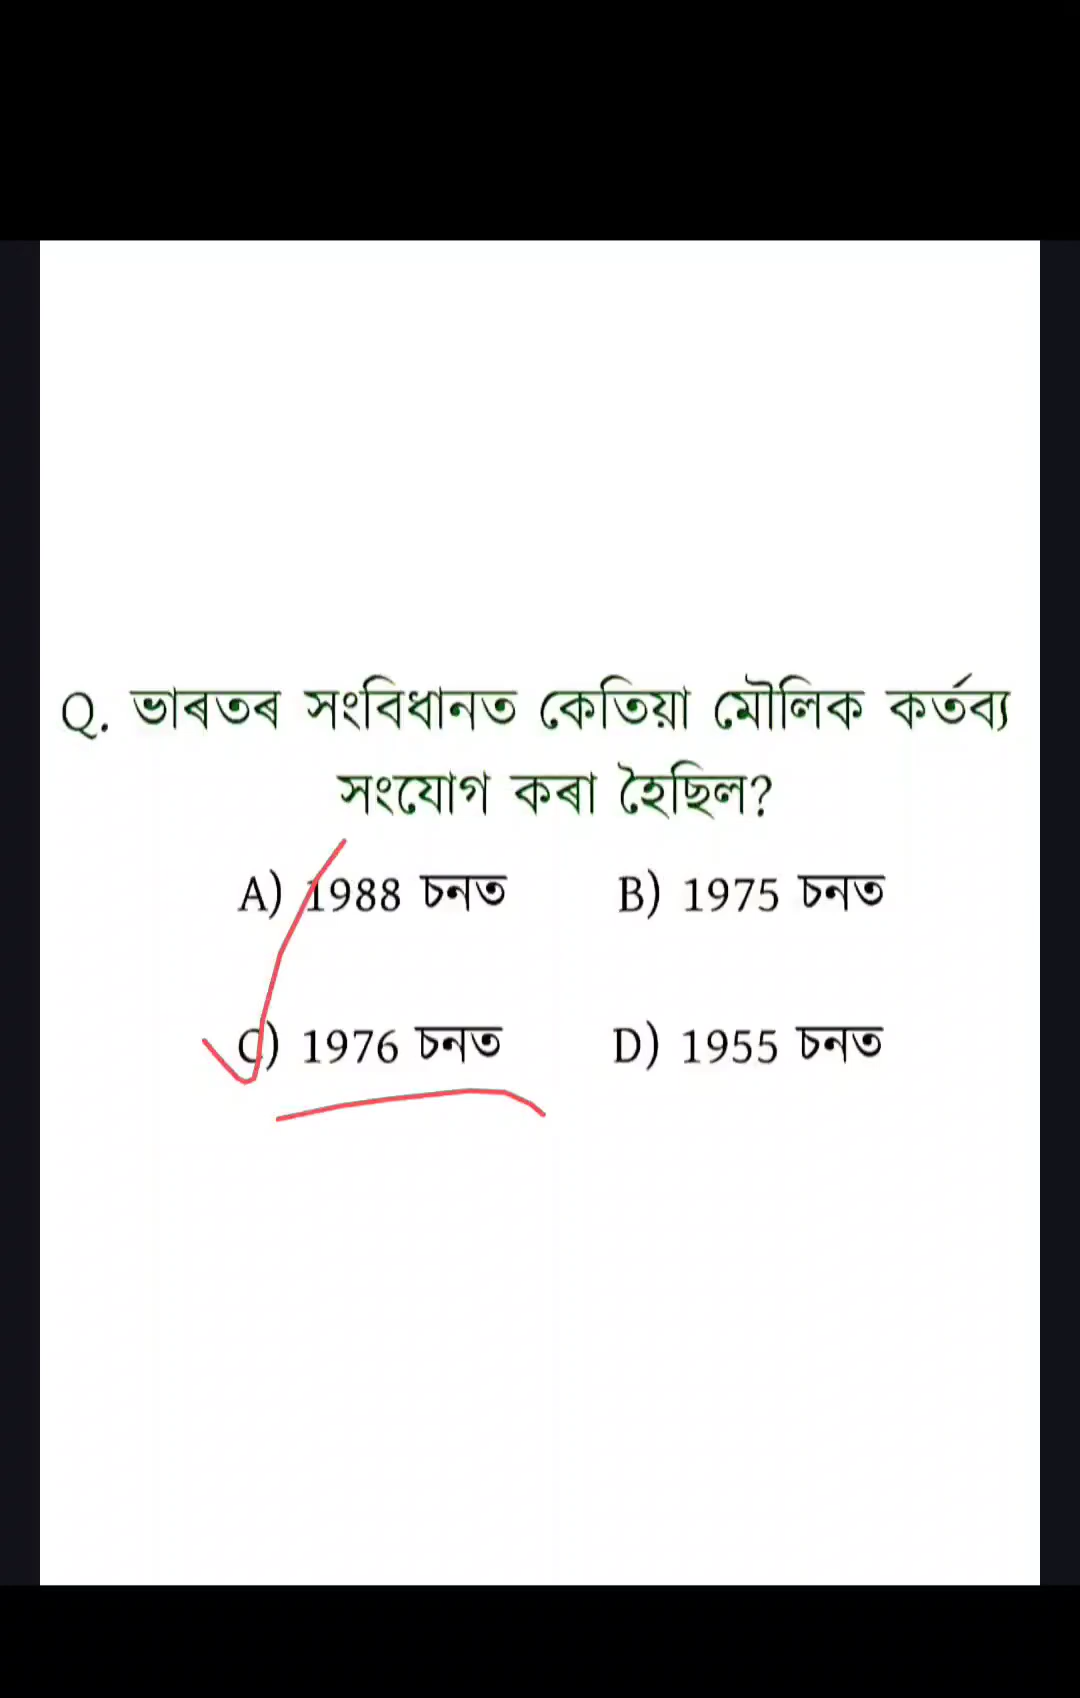 Q. ভাৰতৰ সংবিধানত কেতিয়া মৌলিক কৰ্তব্য
সংযোগ কৰা হৈছিল?
A) 1988 চনত B) 1975 চনত
C) 1976 চনত D) 1955 চনত